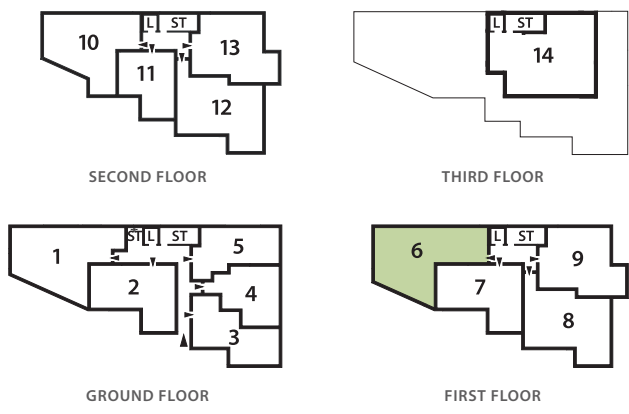 L ST
10 13
11
12
SECOND FLOOR
L ST
14
THIRD FLOOR
ST L ST
1 5
2 4
3
GROUND FLOOR
L ST
6 9
7
8
FIRST FLOOR